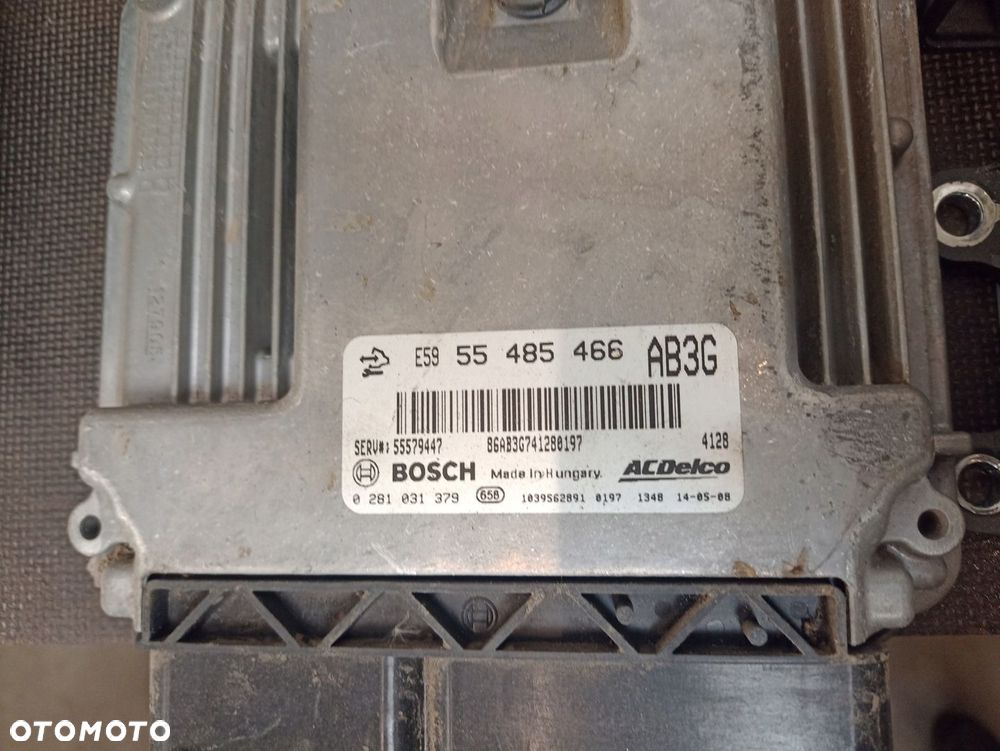 E59 55 485 466 AB3G
SERV#: 55579447 86AB3G741280197 4128
BOSCH Made in Hungary. ACDelco
0 281 031 379 658 1039S62891 0197 1348 14-05-08
OTOMOTO